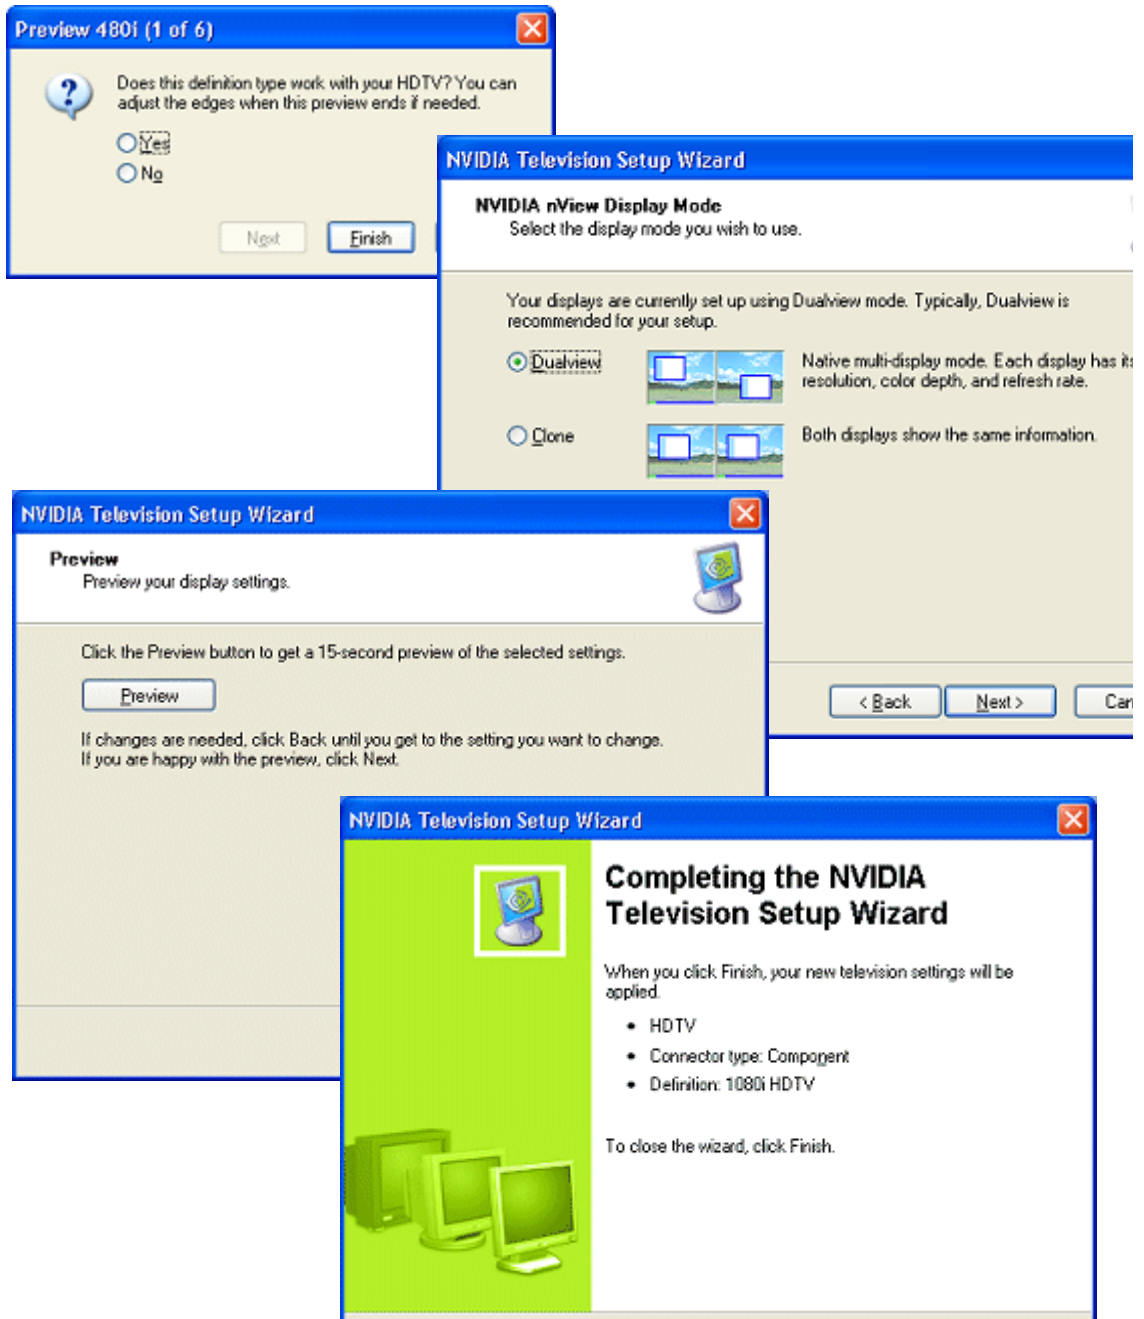 Preview 480i (1 of 6)
Does this definition type work with your HDTV? You can
adjust the edges when this preview ends if needed.
Yes
No
Next
Finish
NVIDIA Television Setup Wizard
NVIDIA nView Display Mode
Select the display mode you wish to use.
Your displays are currently set up using Dualview mode. Typically, Dualview is
recommended for your setup.
Dualview
Native multi-display mode. Each display has its
resolution, color depth, and refresh rate.
Clone
Both displays show the same information.
< Back
Next >
Can
NVIDIA Television Setup Wizard
Preview
Preview your display settings.
Click the Preview button to get a 15-second preview of the selected settings.
Preview
If changes are needed, click Back until you get to the setting you want to change.
If you are happy with the preview, click Next.
NVIDIA Television Setup Wizard
Completing the NVIDIA
Television Setup Wizard
When you click Finish, your new television settings will be
applied.
• HDTV
• Connector type: Component
• Definition: 1080i HDTV
To close the wizard, click Finish.